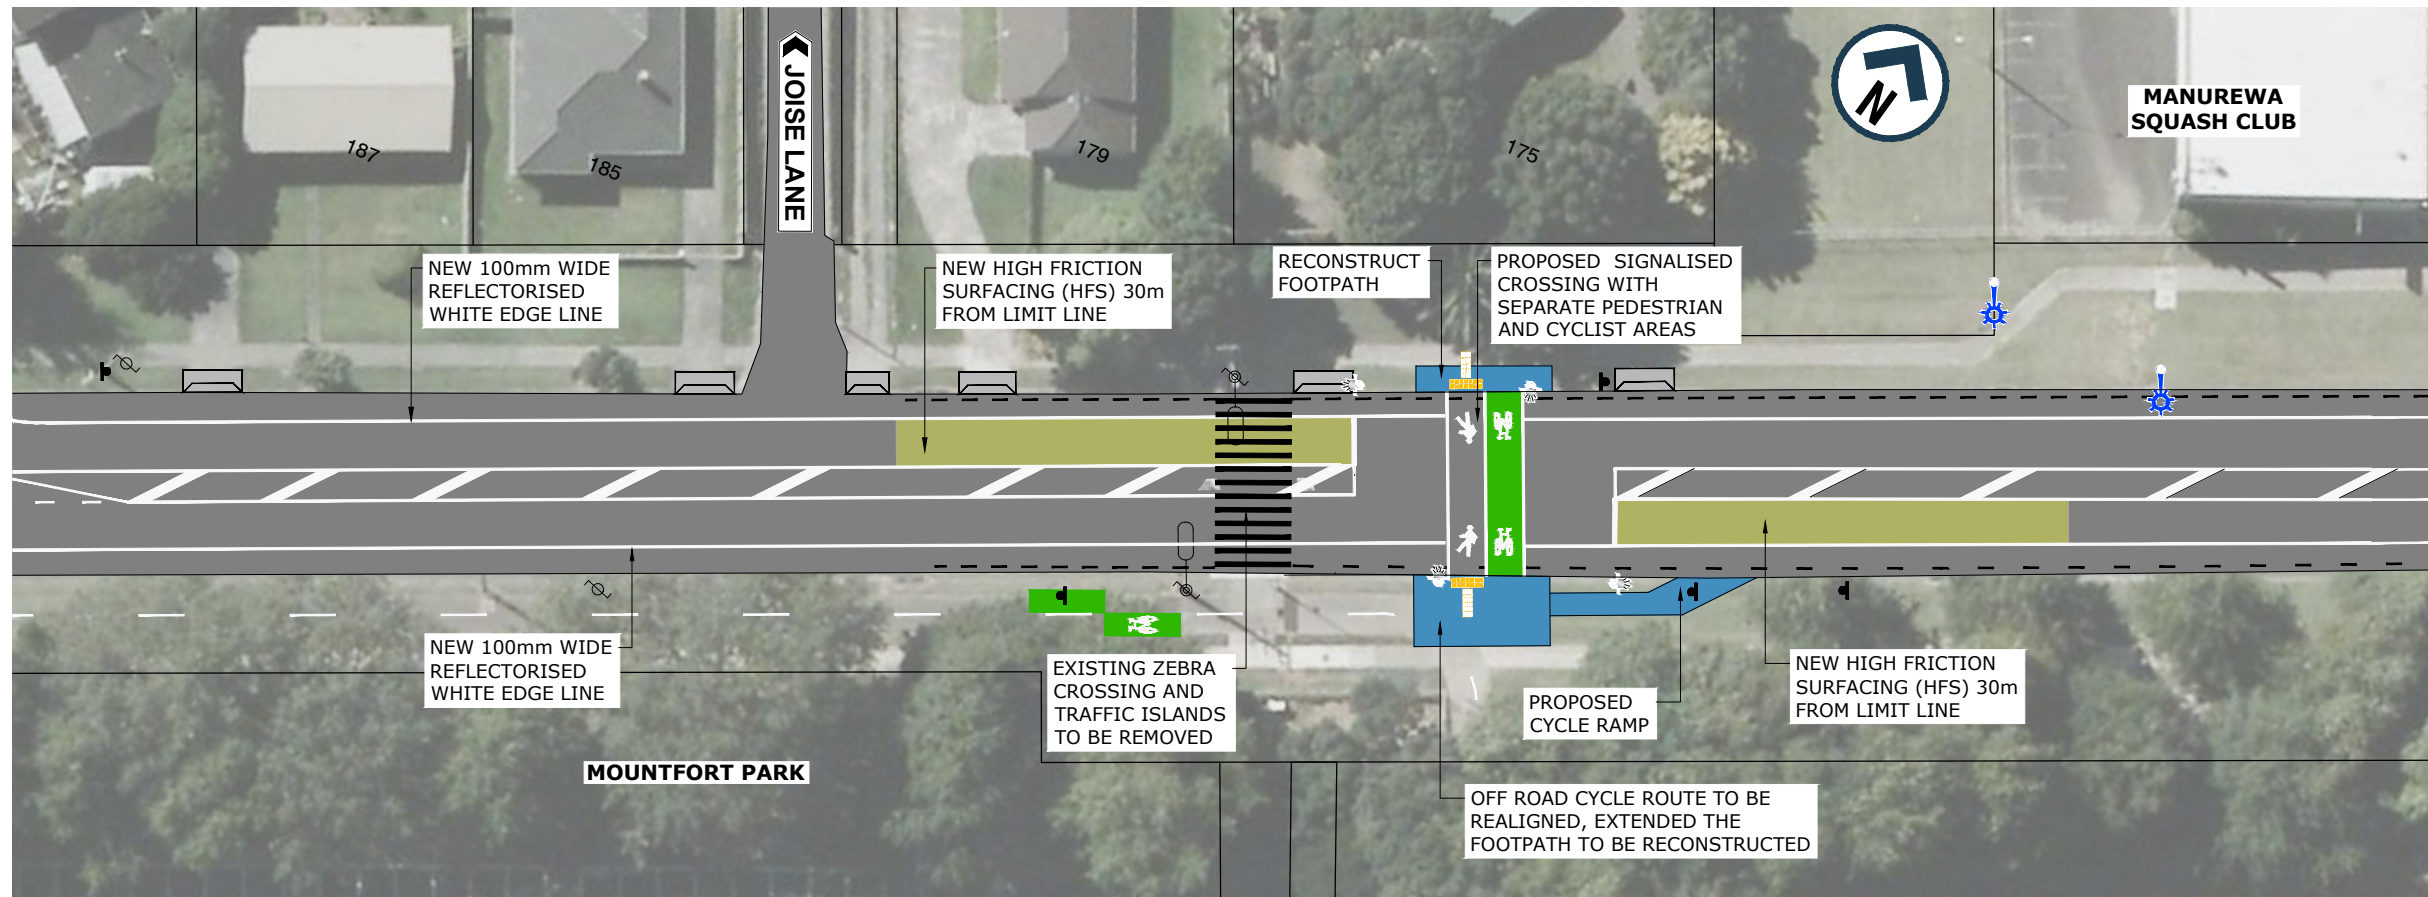 JOISE LANE
N
MANUREWA
SQUASH CLUB
187
185
179
175
NEW 100mm WIDE
REFLECTORISED
WHITE EDGE LINE
NEW HIGH FRICTION
SURFACING (HFS) 30m
FROM LIMIT LINE
RECONSTRUCT
FOOTPATH
PROPOSED SIGNALISED
CROSSING WITH
SEPARATE PEDESTRIAN
AND CYCLIST AREAS
NEW 100mm WIDE
REFLECTORISED
WHITE EDGE LINE
EXISTING ZEBRA
CROSSING AND
TRAFFIC ISLANDS
TO BE REMOVED
PROPOSED
CYCLE RAMP
NEW HIGH FRICTION
SURFACING (HFS) 30m
FROM LIMIT LINE
MOUNTFORT PARK
OFF ROAD CYCLE ROUTE TO BE
REALIGNED, EXTENDED THE
FOOTPATH TO BE RECONSTRUCTED